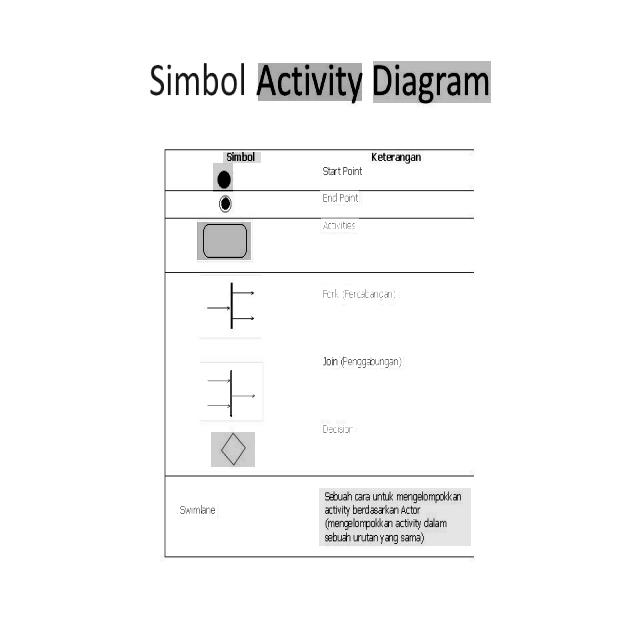 Simbol Activity Diagram
Simbol Keterangan
Start Point
End Point
Activities
Fork (Percabangan)
Join (Penggabungan)
Decision
Swimlane
Sebuah cara untuk mengelompokkan
activity berdasarkan Actor
(mengelompokkan activity dalam
sebuah urutan yang sama)